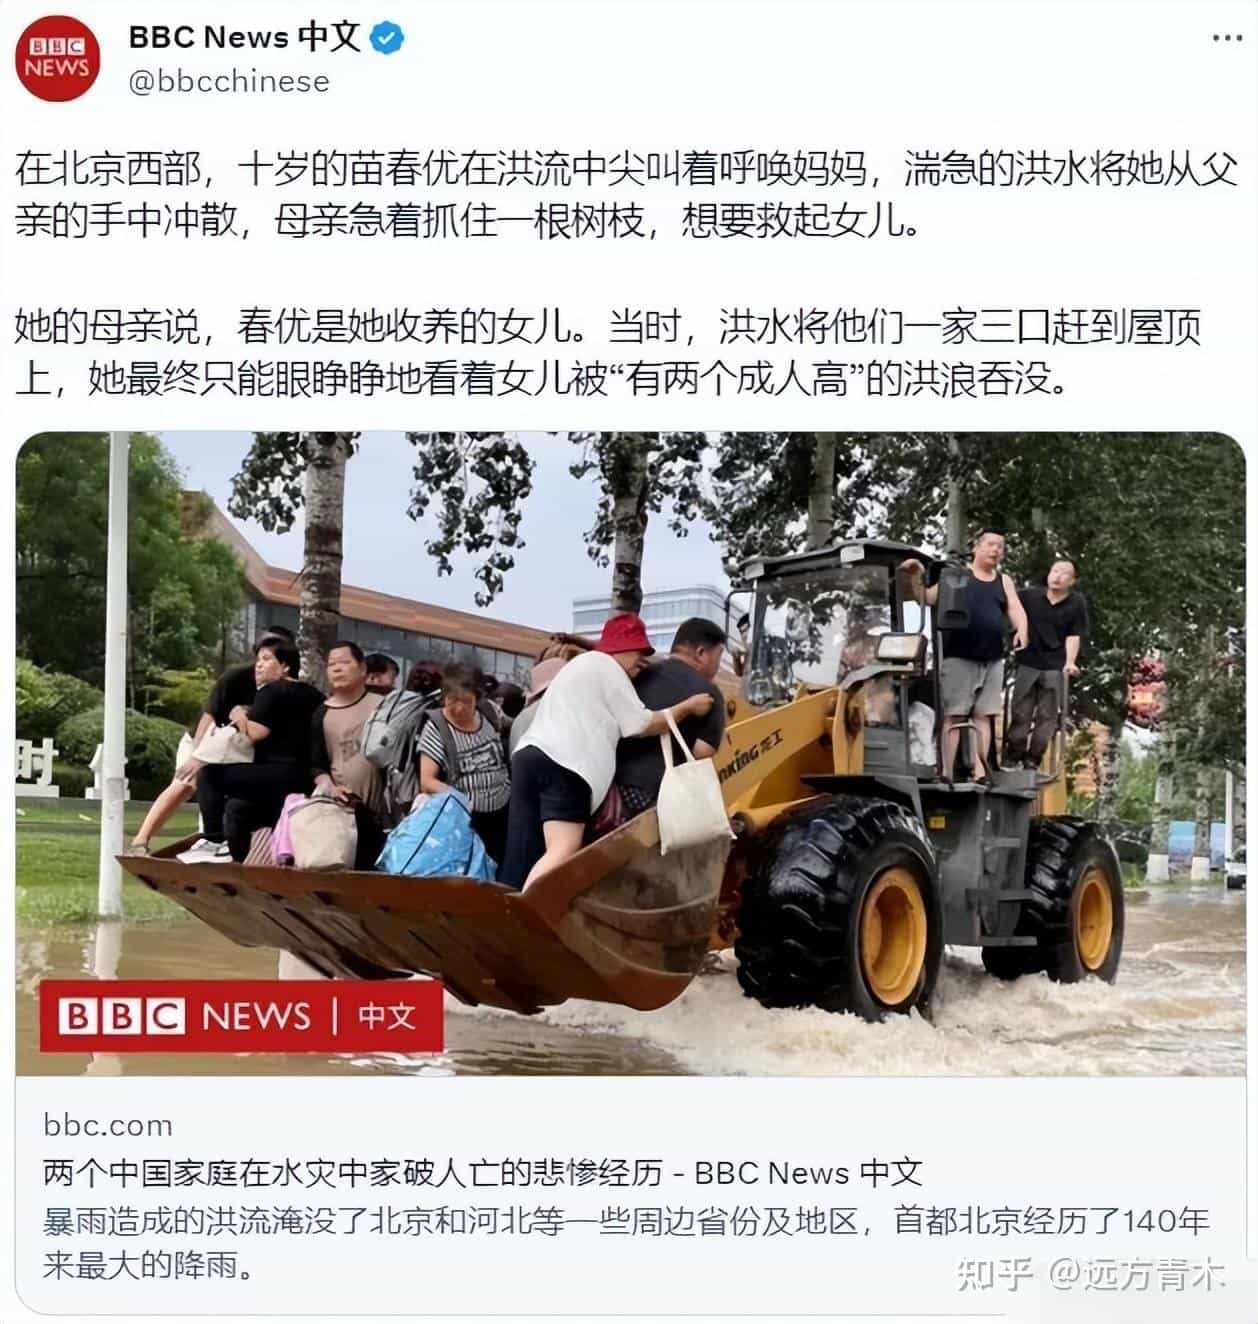 BBC NEWS
BBC News 中文
@bbcchinese
在北京西部，十岁的苗春优在洪流中尖叫着呼唤妈妈，湍急的洪水将她从父
亲的手中冲散，母亲急着抓住一根树枝，想要救起女儿。
她的母亲说，春优是她收养的女儿。当时，洪水将他们一家三口赶到屋顶
上，她最终只能眼睁睁地看着女儿被“有两个成人高”的洪浪吞没。
时
nKING龙工
BBC NEWS | 中文
bbc.com
两个中国家庭在水灾中家破人亡的悲惨经历 - BBC News 中文
暴雨造成的洪流淹没了北京和河北等一些周边省份及地区，首都北京经历了140年
来最大的降雨。
知乎 @远方青木